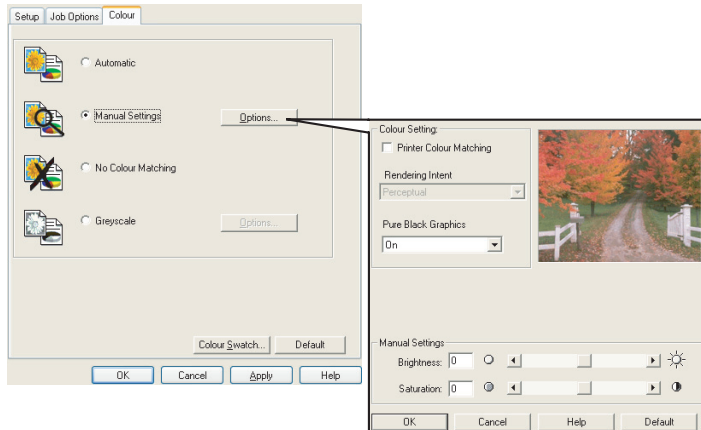 Setup Job Options Colour
Automatic
Manual Settings Options...
No Colour Matching
Greyscale Options...
Colour Swatch... Default
OK Cancel Apply Help
Colour Setting:
Printer Colour Matching
Rendering Intent
Perceptual
Pure Black Graphics
On
Manual Settings
Brightness: 0
Saturation: 0
OK Cancel Help Default